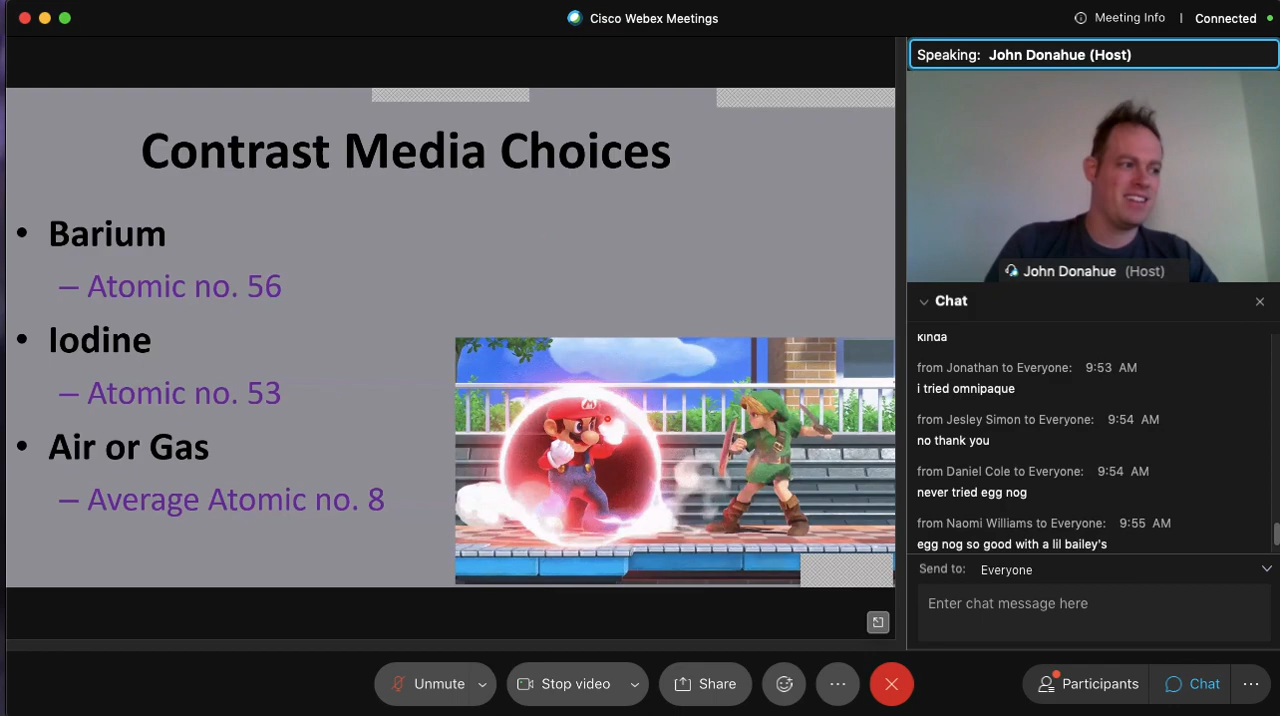 Cisco Webex Meetings
Meeting Info
Connected
Speaking: John Donahue (Host)
Contrast Media Choices
• Barium
– Atomic no. 56
• Iodine
– Atomic no. 53
• Air or Gas
– Average Atomic no. 8
M
John Donahue (Host)
Chat
kinda
from Jonathan to Everyone: 9:53 AM
i tried omnipaque
from Jesley Simon to Everyone: 9:54 AM
no thank you
from Daniel Cole to Everyone: 9:54 AM
never tried egg nog
from Naomi Williams to Everyone: 9:55 AM
egg nog so good with a lil bailey's
Send to: Everyone
Enter chat message here
Unmute
Stop video
Share
Participants
Chat